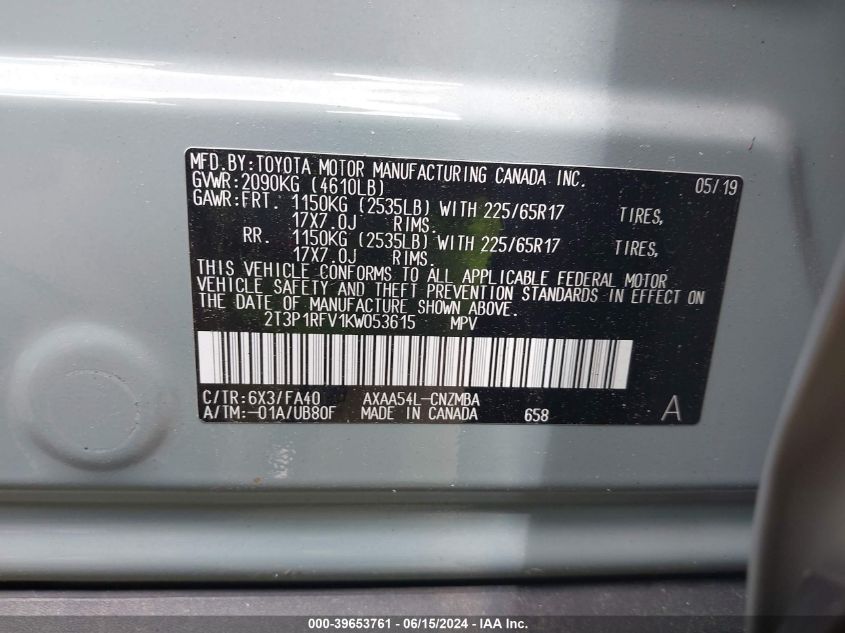 MFD.BY:TOYOTA MOTOR MANUFACTURING CANADA INC. 05/19
GVWR:2090KG (4610LB)
GAWR:FRT. 1150KG (2535LB) WITH 225/65R17 TIRES,
17X7.0J RIMS.
RR. 1150KG (2535LB) WITH 225/65R17 TIRES,
17X7.0J RIMS.
THIS VEHICLE CONFORMS TO ALL APPLICABLE FEDERAL MOTOR
VEHICLE SAFETY AND THEFT PREVENTION STANDARDS IN EFFECT ON
THE DATE OF MANUFACTURE SHOWN ABOVE.
2T3P1RFV1KW053615 MPV
C/TR:6X3/FA40 AXAA54L-CNZMBA
A/TM:-01A/UB80F MADE IN CANADA 658 A
000-39653761 - 06/15/2024 - IAAI.com